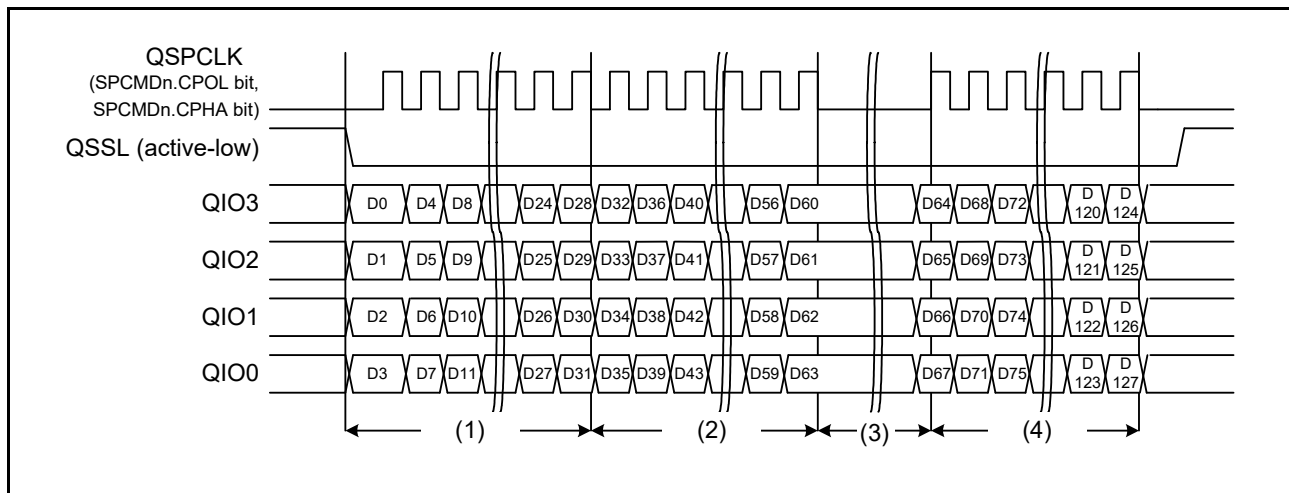 QSPCLK
(SPCMDn.CPOL bit,
SPCMDn.CPHA bit)
QSSL (active-low)
QIO3 D0 D4 D8 D24 D28 D32 D36 D40 D56 D60 D64 D68 D72 D 120 D 124
QIO2 D1 D5 D9 D25 D29 D33 D37 D41 D57 D61 D65 D69 D73 D 121 D 125
QIO1 D2 D6 D10 D26 D30 D34 D38 D42 D58 D62 D66 D70 D74 D 122 D 126
QIO0 D3 D7 D11 D27 D31 D35 D39 D43 D59 D63 D67 D71 D75 D 123 D 127
(1) (2) (3) (4)